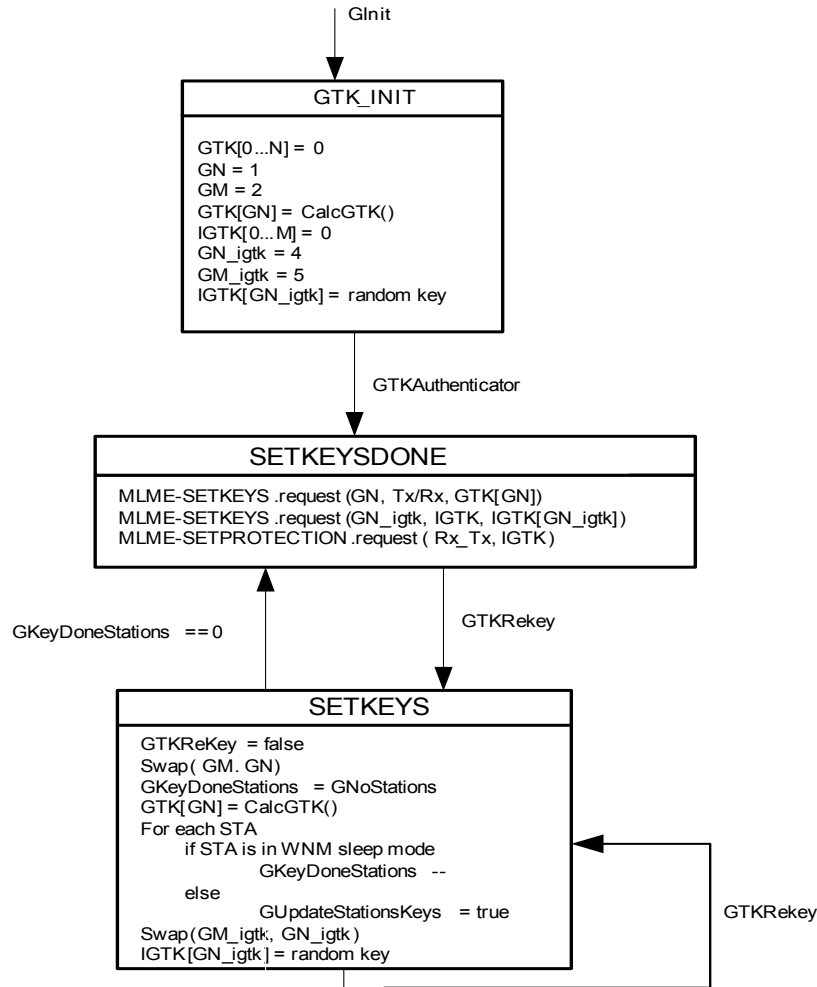 GInit
GTK_INIT
GTK[0...N] = 0
GN = 1
GM = 2
GTK[GN] = CalcGTK()
IGTK[0...M] = 0
GN_igtk = 4
GM_igtk = 5
IGTK[GN_igtk] = random key
GTKAuthenticator
SETKEYSDONE
MLME-SETKEYS .request (GN, Tx/Rx, GTK[GN])
MLME-SETKEYS .request (GN_igtk, IGTK, IGTK[GN_igtk])
MLME-SETPROTECTION .request ( Rx_Tx, IGTK )
GKeyDoneStations == 0
GTKRekey
SETKEYS
GTKReKey = false
Swap( GM. GN)
GKeyDoneStations = GNoStations
GTK[GN] = CalcGTK()
For each STA
if STA is in WNM sleep mode
GKeyDoneStations --
else
GUpdateStationsKeys = true
Swap(GM_igtk, GN_igtk)
IGTK[GN_igtk] = random key
GTKRekey